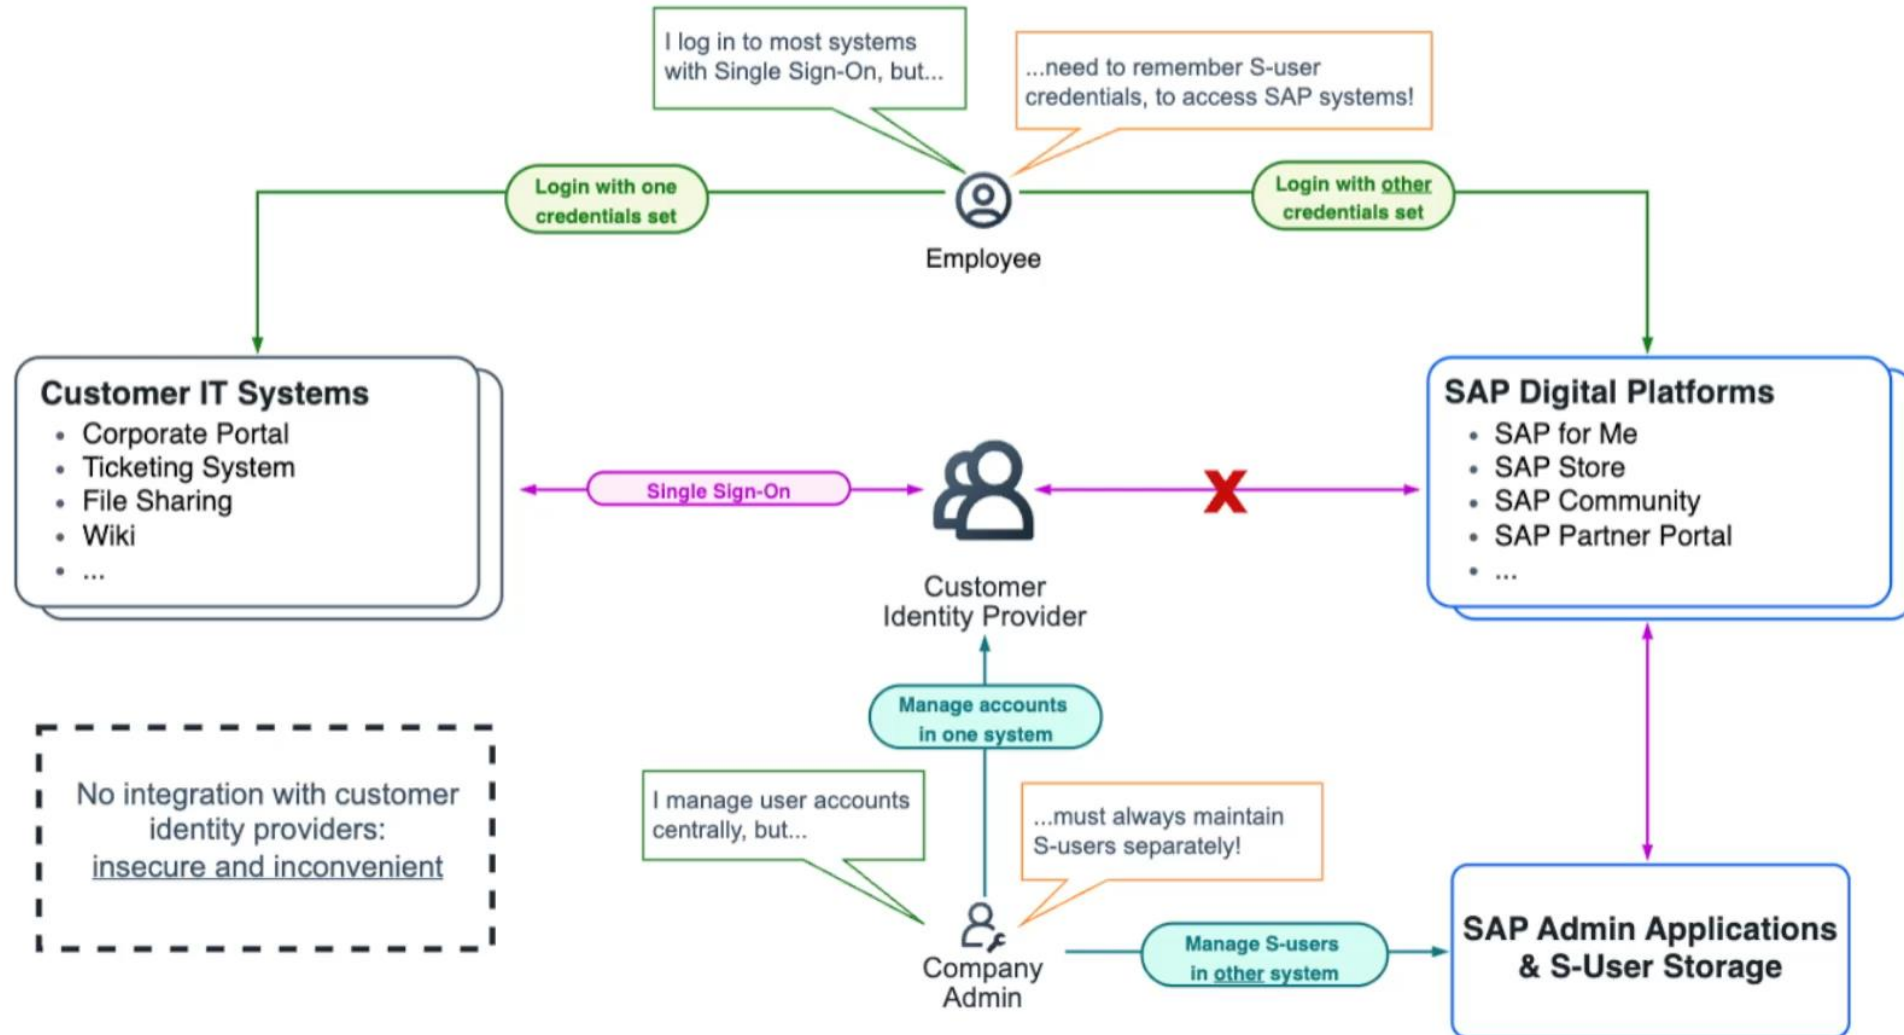 I log in to most systems
with Single Sign-On, but...
...need to remember S-user
credentials, to access SAP systems!
Login with one
credentials set
Login with other
credentials set
Employee
Customer IT Systems
• Corporate Portal
• Ticketing System
• File Sharing
• Wiki
• ...
Single Sign-On
X
Customer
Identity Provider
SAP Digital Platforms
• SAP for Me
• SAP Store
• SAP Community
• SAP Partner Portal
• ...
Manage accounts
in one system
No integration with customer
identity providers:
insecure and inconvenient
I manage user accounts
centrally, but...
...must always maintain
S-users separately!
Company
Admin
Manage S-users
in other system
SAP Admin Applications
& S-User Storage